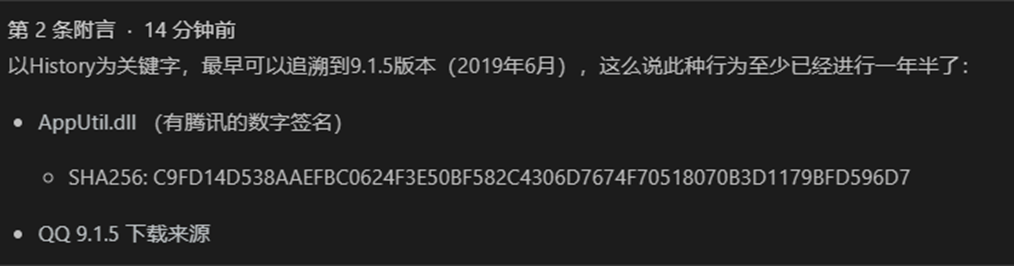 第 2 条附言 · 14 分钟前
以History为关键字，最早可以追溯到9.1.5版本（2019年6月），这么说此种行为至少已经进行一年半了：
• AppUtil.dll （有腾讯的数字签名）
○ SHA256: C9FD14D538AAEFBC0624F3E50BF582C4306D7674F70518070B3D1179BFD596D7
• QQ 9.1.5 下载来源